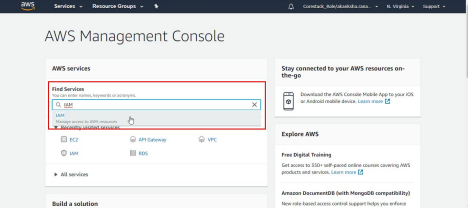 aws
Services
Resource Groups
N. Virginia
Support
AWS Management Console
AWS services
Find Services
You can enter names, keywords or acronyms.
IAM
IAM
Manage access to AWS resources
Recently visited services
EC2
API Gateway
VPC
IAM
RDS
All services
Build a solution
Stay connected to your AWS resources on-
the-go
Download the AWS Console Mobile App to your iOS
or Android mobile device. Learn more
Explore AWS
Free Digital Training
Get access to 350+ self-paced online courses covering AWS
products and services. Learn more
Amazon DocumentDB (with MongoDB compatibility)
New role-based access control support helps you enforce